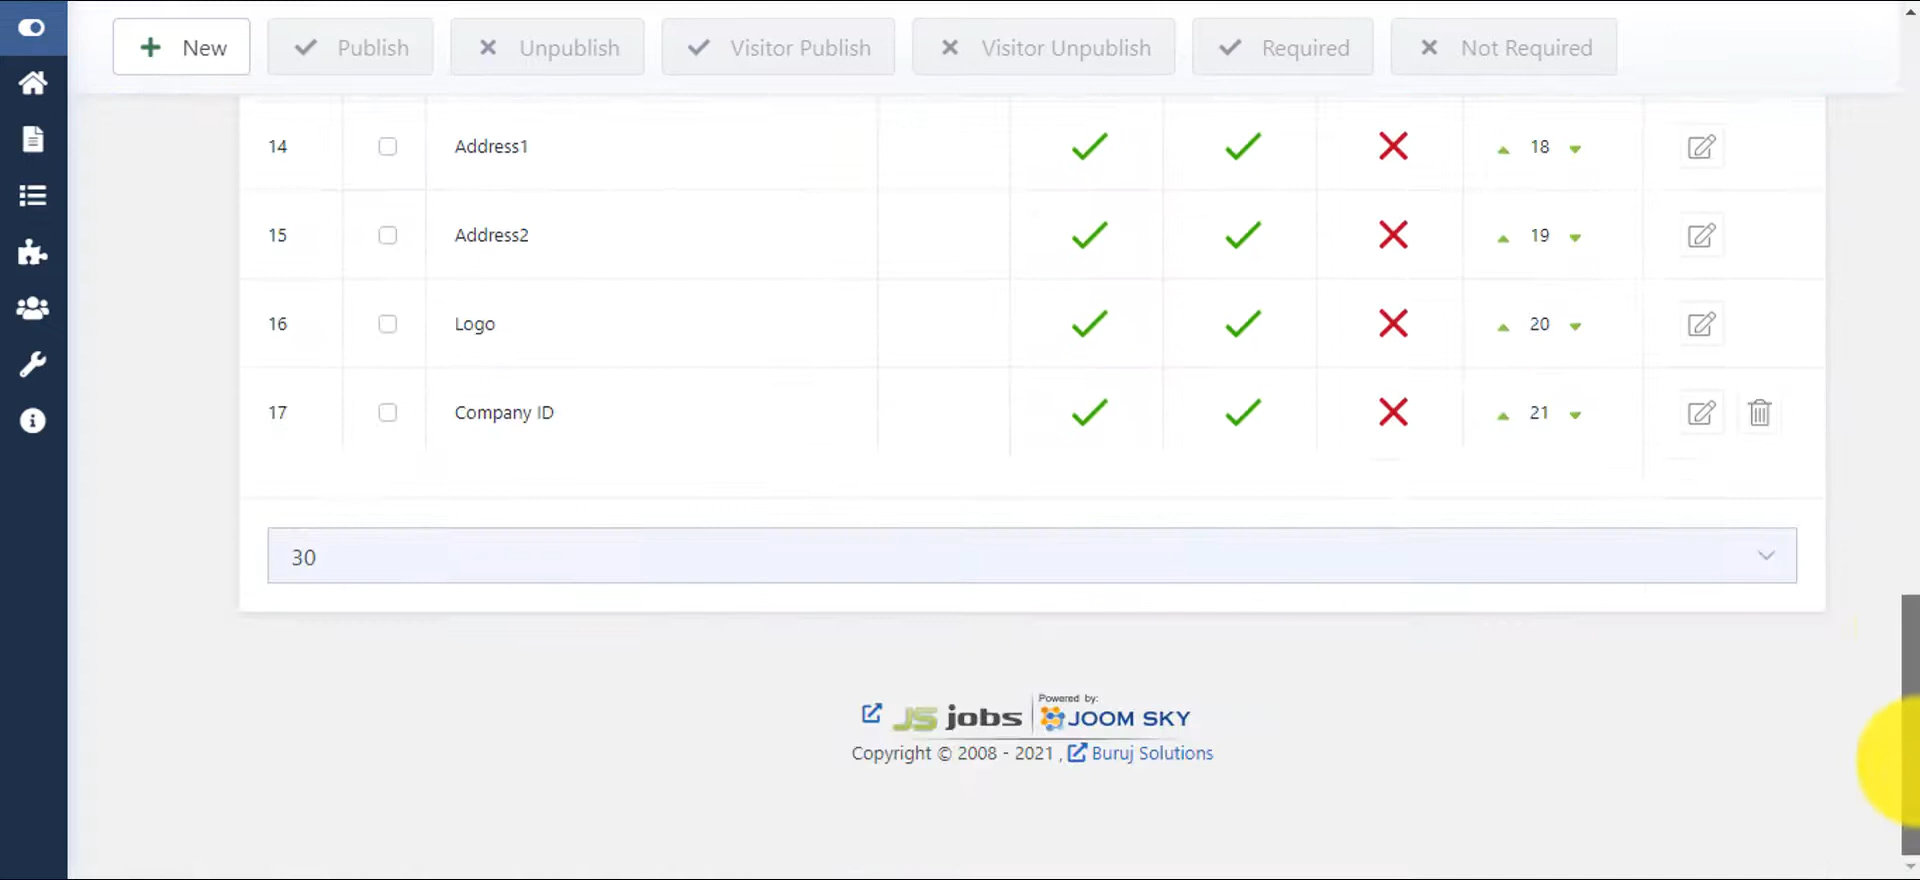 New Publish Unpublish Visitor Publish Visitor Unpublish Required Not Required
14 Address1 18
15 Address2 19
16 Logo 20
17 Company ID 21
30
JS jobs Powered by: JOOM SKY
Copyright © 2008 - 2021 , Buruj Solutions